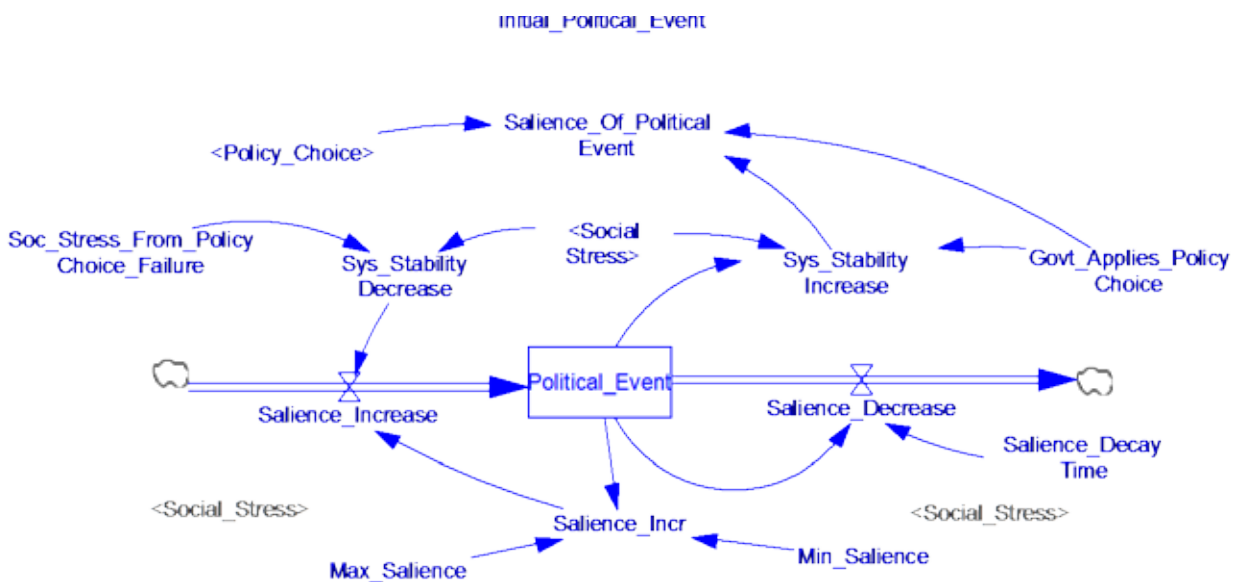 Initial_Political_Event
Salience_Of_Political
Event
<Policy_Choice>
Soc_Stress_From_Policy
Choice_Failure
Sys_Stability
Decrease
<Social
Stress>
Sys_Stability
Increase
Govt_Applies_Policy
Choice
Political_Event
Salience_Increase
Salience_Decrease
Salience_Decay
Time
<Social_Stress>
<Social_Stress>
Salience_Incr
Max_Salience
Min_Salience